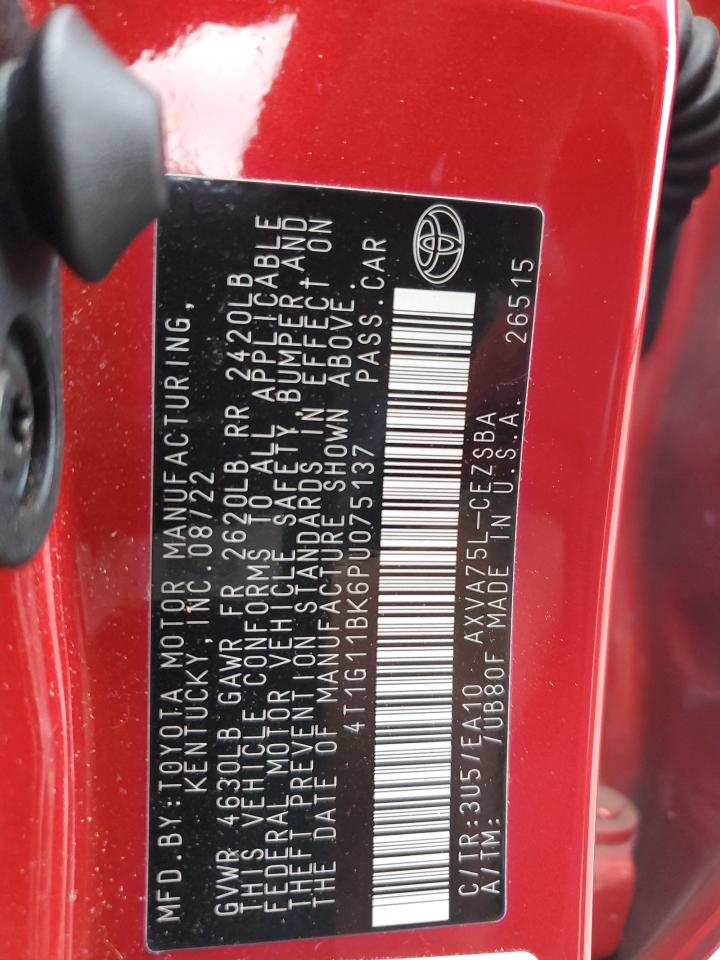 MFD.BY:TOYOTA MOTOR MANUFACTURING,
KENTUCKY,INC.08/22
GVWR 4630LB GAWR FR 2620LB RR 2420LB
THIS VEHICLE CONFORMS TO ALL APPLICABLE
FEDERAL MOTOR VEHICLE SAFETY,BUMPER,AND
THEFT PREVENTION STANDARDS IN EFFECT ON
THE DATE OF MANUFACTURE SHOWN ABOVE.
4T1G11BK6PU075137 PASS.CAR
C/TR:3U5/EA10 AXVA75L-CEZSBA
A/TM: 7UB80F MADE IN U.S.A. 26515